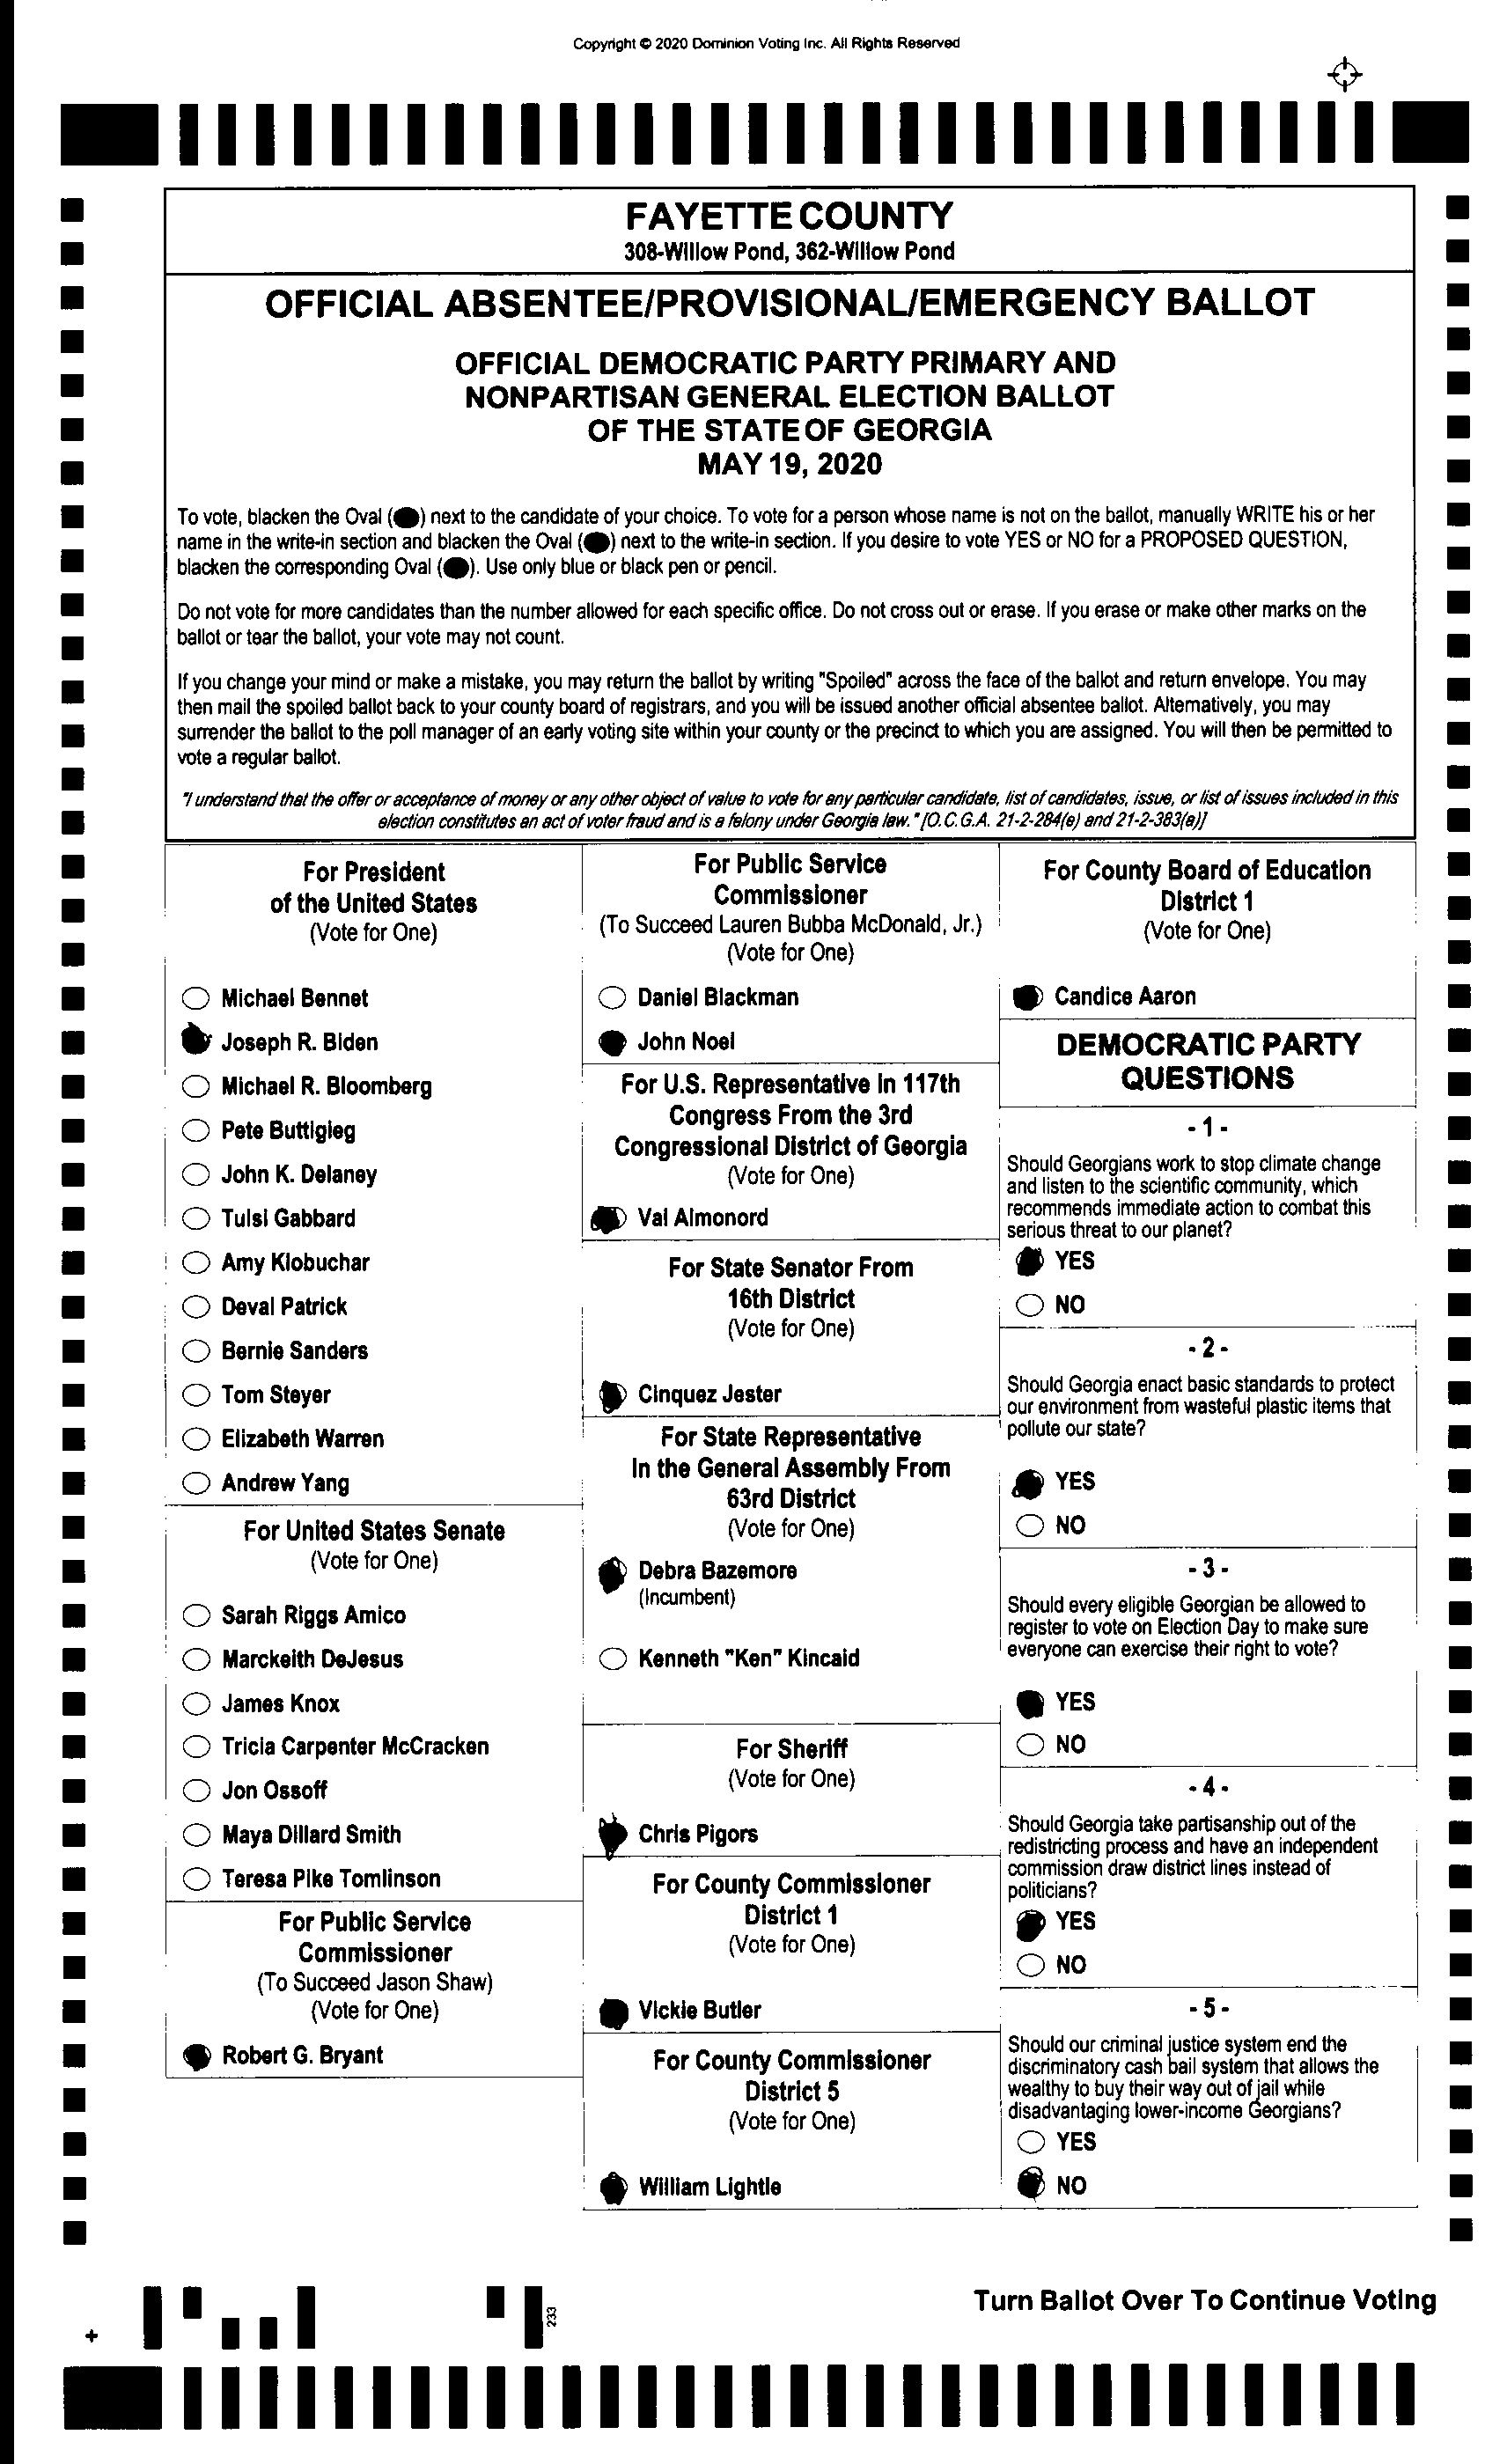 Copyright © 2020 Dominion Voting Inc. All Rights Reserved
FAYETTE COUNTY
308-Willow Pond, 362-Willow Pond
OFFICIAL ABSENTEE/PROVISIONAL/EMERGENCY BALLOT
OFFICIAL DEMOCRATIC PARTY PRIMARY AND
NONPARTISAN GENERAL ELECTION BALLOT
OF THE STATE OF GEORGIA
MAY 19, 2020
To vote, blacken the Oval ( ) next to the candidate of your choice. To vote for a person whose name is not on the ballot, manually WRITE his or her
name in the write-in section and blacken the Oval ( ) next to the write-in section. If you desire to vote YES or NO for a PROPOSED QUESTION,
blacken the corresponding Oval ( ). Use only blue or black pen or pencil.
Do not vote for more candidates than the number allowed for each specific office. Do not cross out or erase. If you erase or make other marks on the
ballot or tear the ballot, your vote may not count.
If you change your mind or make a mistake, you may return the ballot by writing "Spoiled" across the face of the ballot and return envelope. You may
then mail the spoiled ballot back to your county board of registrars, and you will be issued another official absentee ballot. Alternatively, you may
surrender the ballot to the poll manager of an early voting site within your county or the precinct to which you are assigned. You will then be permitted to
vote a regular ballot.
"I understand that the offer or acceptance of money or any other object of value to vote for any particular candidate, list of candidates, issue, or list of issues included in this
election constitutes an act of voter fraud and is a felony under Georgia law." [O.C.G.A. 21-2-284(e) and 21-2-383(a)]
For President
of the United States
(Vote for One)
Michael Bennet
Joseph R. Biden
Michael R. Bloomberg
Pete Buttigieg
John K. Delaney
Tulsi Gabbard
Amy Klobuchar
Deval Patrick
Bernie Sanders
Tom Steyer
Elizabeth Warren
Andrew Yang
For United States Senate
(Vote for One)
Sarah Riggs Amico
Marckeith DeJesus
James Knox
Tricia Carpenter McCracken
Jon Ossoff
Maya Dillard Smith
Teresa Pike Tomlinson
For Public Service
Commissioner
(To Succeed Jason Shaw)
(Vote for One)
Robert G. Bryant
For Public Service
Commissioner
(To Succeed Lauren Bubba McDonald, Jr.)
(Vote for One)
Daniel Blackman
John Noel
For U.S. Representative in 117th
Congress From the 3rd
Congressional District of Georgia
(Vote for One)
Val Almonord
For State Senator From
16th District
(Vote for One)
Cinquez Jester
For State Representative
In the General Assembly From
63rd District
(Vote for One)
Debra Bazemore
(Incumbent)
Kenneth "Ken" Kincaid
For Sheriff
(Vote for One)
Chris Pigors
For County Commissioner
District 1
(Vote for One)
Vickie Butler
For County Commissioner
District 5
(Vote for One)
William Lightle
For County Board of Education
District 1
(Vote for One)
Candice Aaron
DEMOCRATIC PARTY
QUESTIONS
- 1 -
Should Georgians work to stop climate change
and listen to the scientific community, which
recommends immediate action to combat this
serious threat to our planet?
YES
NO
- 2 -
Should Georgia enact basic standards to protect
our environment from wasteful plastic items that
pollute our state?
YES
NO
- 3 -
Should every eligible Georgian be allowed to
register to vote on Election Day to make sure
everyone can exercise their right to vote?
YES
NO
- 4 -
Should Georgia take partisanship out of the
redistricting process and have an independent
commission draw district lines instead of
politicians?
YES
NO
- 5 -
Should our criminal justice system end the
discriminatory cash bail system that allows the
wealthy to buy their way out of jail while
disadvantaging lower-income Georgians?
YES
NO
233
Turn Ballot Over To Continue Voting